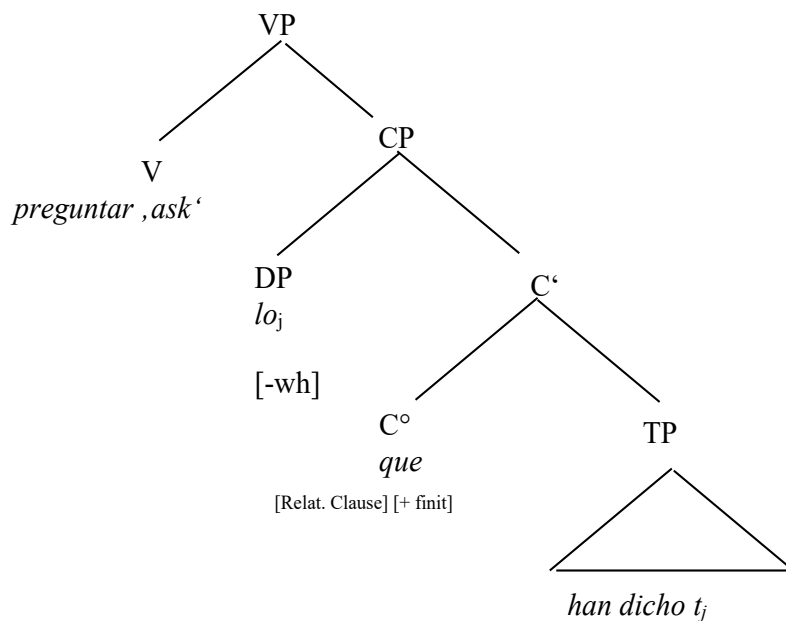 VP
V
preguntar ‚ask‘
CP
DP
loj
[-wh]
C‘
C°
que
[Relat. Clause] [+ finit]
TP
han dicho tj